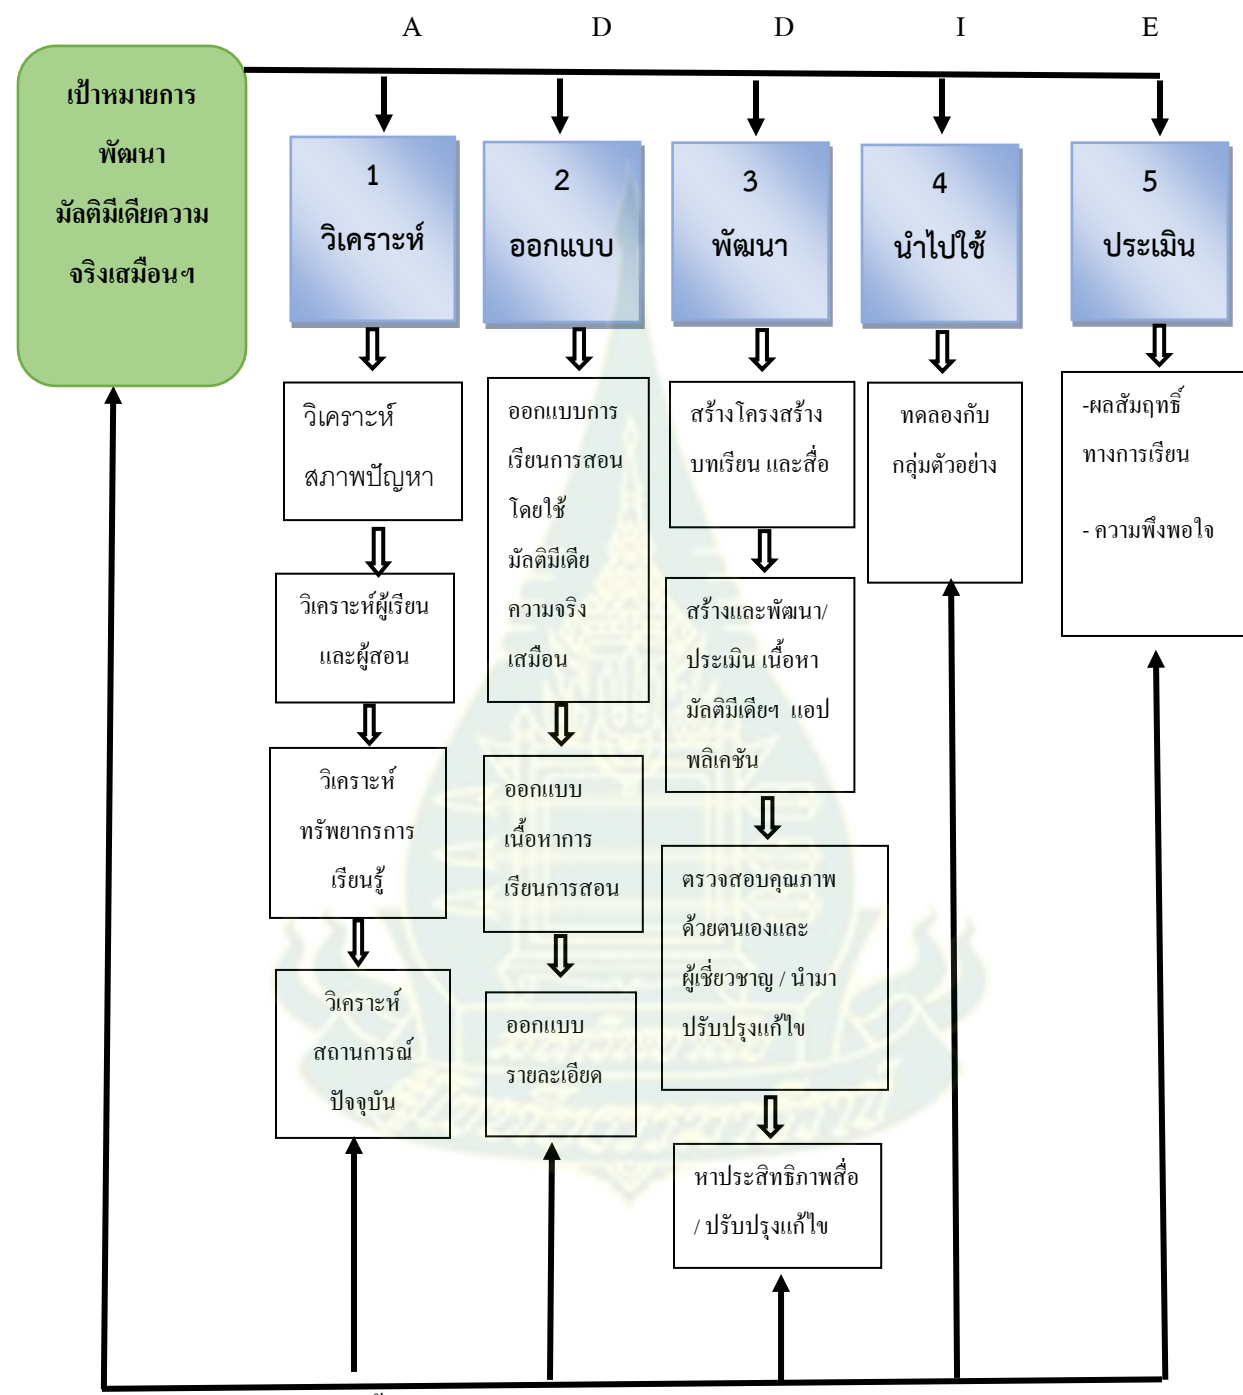 A D D I E
เป้าหมายการ
พัฒนา
มัลติมีเดียความ
จริงเสมือนฯ
1
วิเคราะห์
2
ออกแบบ
3
พัฒนา
4
นำไปใช้
5
ประเมิน
วิเคราะห์
สภาพปัญหา
วิเคราะห์ผู้เรียน
และผู้สอน
วิเคราะห์
ทรัพยากรการ
เรียนรู้
วิเคราะห์
สถานการณ์
ปัจจุบัน
ออกแบบการ
เรียนการสอน
โดยใช้
มัลติมีเดีย
ความจริง
เสมือน
ออกแบบ
เนื้อหาการ
เรียนการสอน
ออกแบบ
รายละเอียด
สร้างโครงสร้าง
บทเรียน และสื่อ
สร้างและพัฒนา/
ประเมิน เนื้อหา
มัลติมีเดียฯ แอป
พลิเคชัน
ตรวจสอบคุณภาพ
ด้วยตนเองและ
ผู้เชี่ยวชาญ / นำมา
ปรับปรุงแก้ไข
หาประสิทธิภาพสื่อ
/ ปรับปรุงแก้ไข
ทดลองกับ
กลุ่มตัวอย่าง
-ผลสัมฤทธิ์
ทางการเรียน
- ความพึงพอใจ